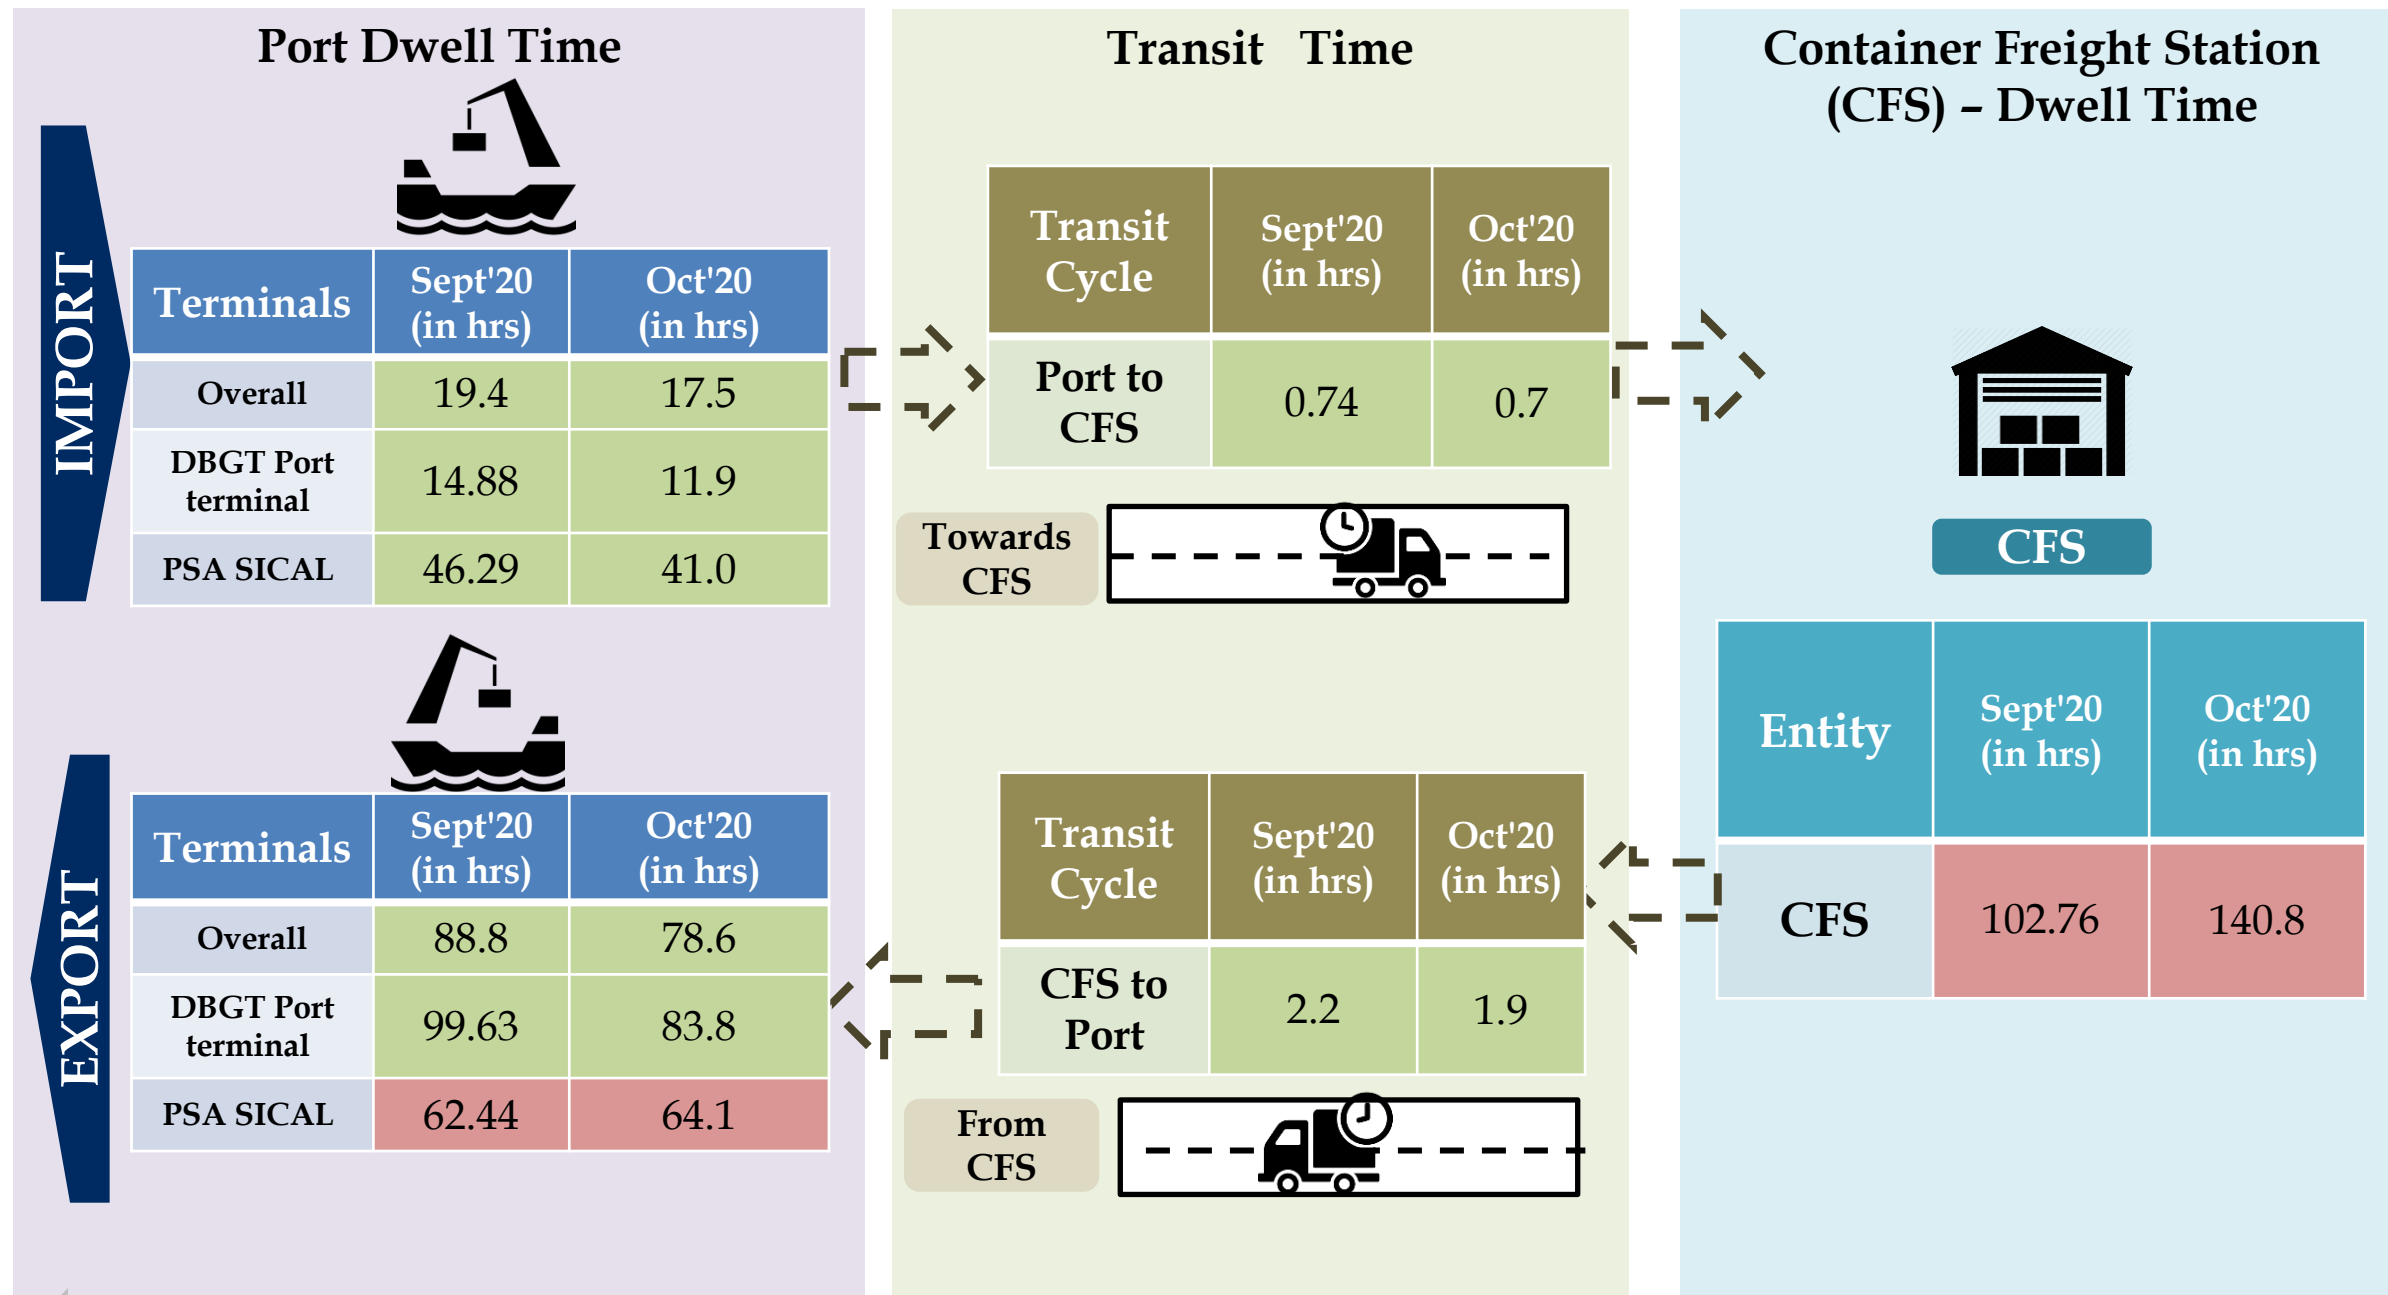 Port Dwell Time
IMPORT
Terminals Sept'20 (in hrs) Oct'20 (in hrs)
Overall 19.4 17.5
DBGT Port terminal 14.88 11.9
PSA SICAL 46.29 41.0
EXPORT
Terminals Sept'20 (in hrs) Oct'20 (in hrs)
Overall 88.8 78.6
DBGT Port terminal 99.63 83.8
PSA SICAL 62.44 64.1
Transit Time
Transit Cycle Sept'20 (in hrs) Oct'20 (in hrs)
Port to CFS 0.74 0.7
Towards
CFS
Transit Cycle Sept'20 (in hrs) Oct'20 (in hrs)
CFS to Port 2.2 1.9
From
CFS
Container Freight Station
(CFS) – Dwell Time
CFS
Entity Sept'20 (in hrs) Oct'20 (in hrs)
CFS 102.76 140.8